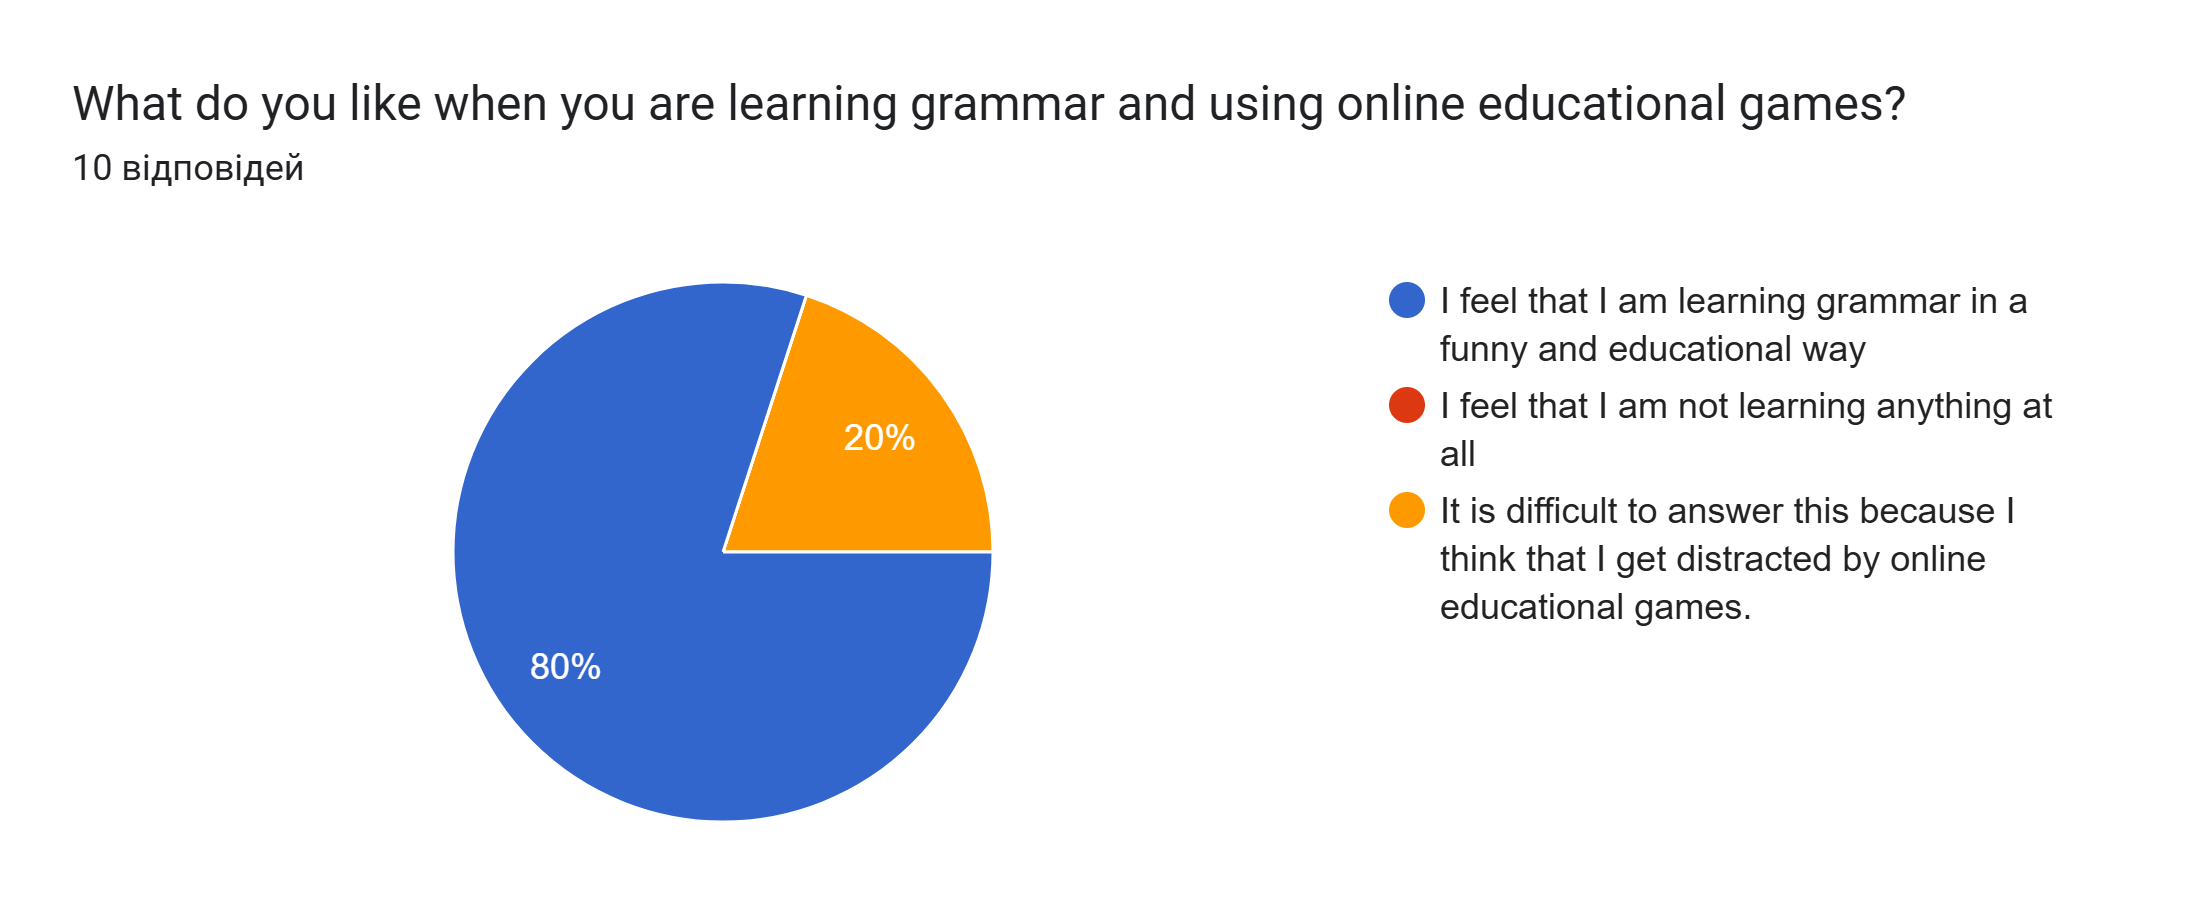 What do you like when you are learning grammar and using online educational games?
10 відповідей
20%
80%
I feel that I am learning grammar in a
funny and educational way
I feel that I am not learning anything at
all
It is difficult to answer this because I
think that I get distracted by online
educational games.